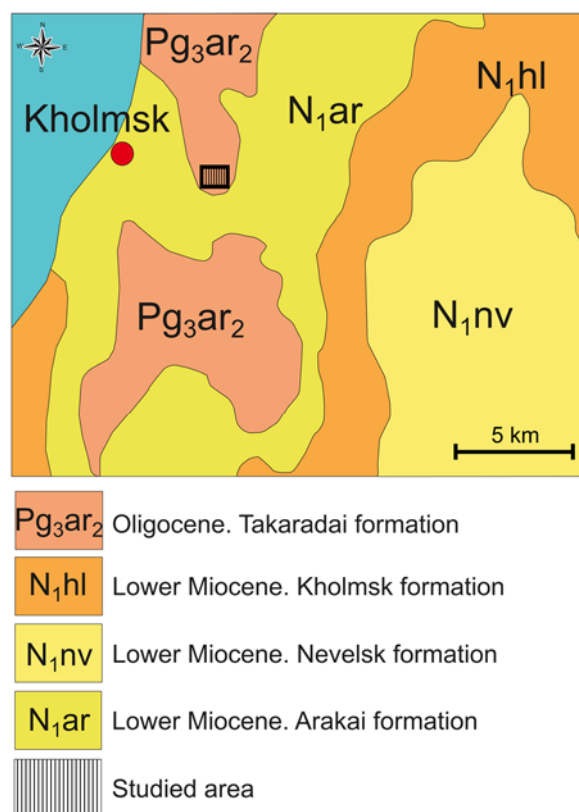 N
W E
S
Pg₃ar₂
Kholmsk
N₁ar
N₁hl
Pg₃ar₂
N₁nv
5 km
Pg₃ar₂ Oligocene. Takaradai formation
N₁hl Lower Miocene. Kholmsk formation
N₁nv Lower Miocene. Nevelsk formation
N₁ar Lower Miocene. Arakai formation
Studied area